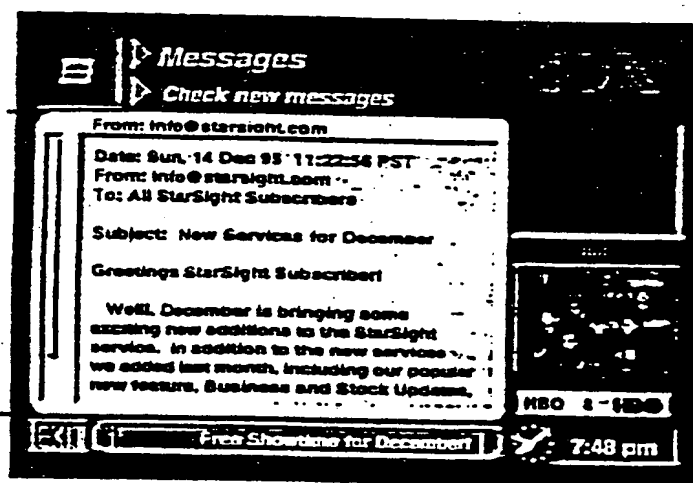 Messages
Check new messages
From: info@starsight.com
Date: Sun, 14 Dec 95 11:22:56 PST
From: info@starsight.com
To: All StarSight Subscribers
Subject: New Services for December
Greetings StarSight Subscriber!
Well, December is bringing some
exciting new additions to the StarSight
service. In addition to the new services
we added last month, including our popular
new feature, Business and Stock Updates,
HBO
Free Showtime for December!
7:48 pm